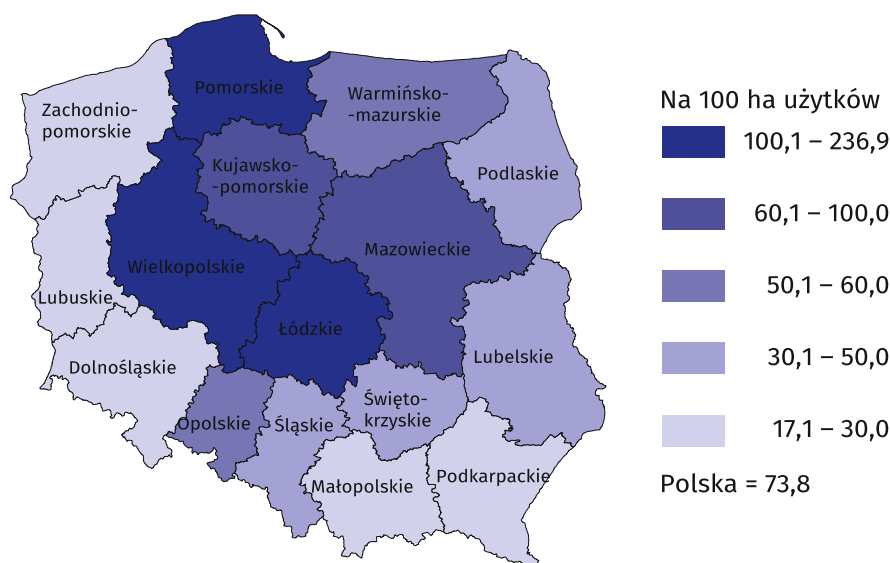 Pomorskie
Warmińsko-
-mazurskie
Zachodnio-
pomorskie
Kujawsko-
-pomorskie
Podlaskie
Mazowieckie
Wielkopolskie
Lubuskie
Łódzkie
Lubelskie
Dolnośląskie
Święto-
krzyskie
Opolskie
Śląskie
Małopolskie
Podkarpackie
Na 100 ha użytków
100,1 – 236,9
60,1 – 100,0
50,1 – 60,0
30,1 – 50,0
17,1 – 30,0
Polska = 73,8